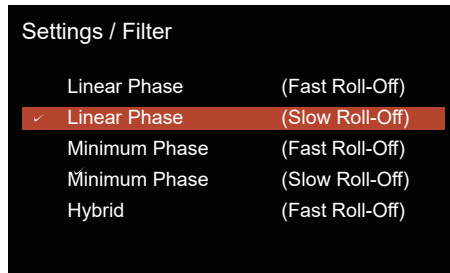 Settings / Filter
Linear Phase (Fast Roll-Off)
✓ Linear Phase (Slow Roll-Off)
Minimum Phase (Fast Roll-Off)
Minimum Phase (Slow Roll-Off)
Hybrid (Fast Roll-Off)